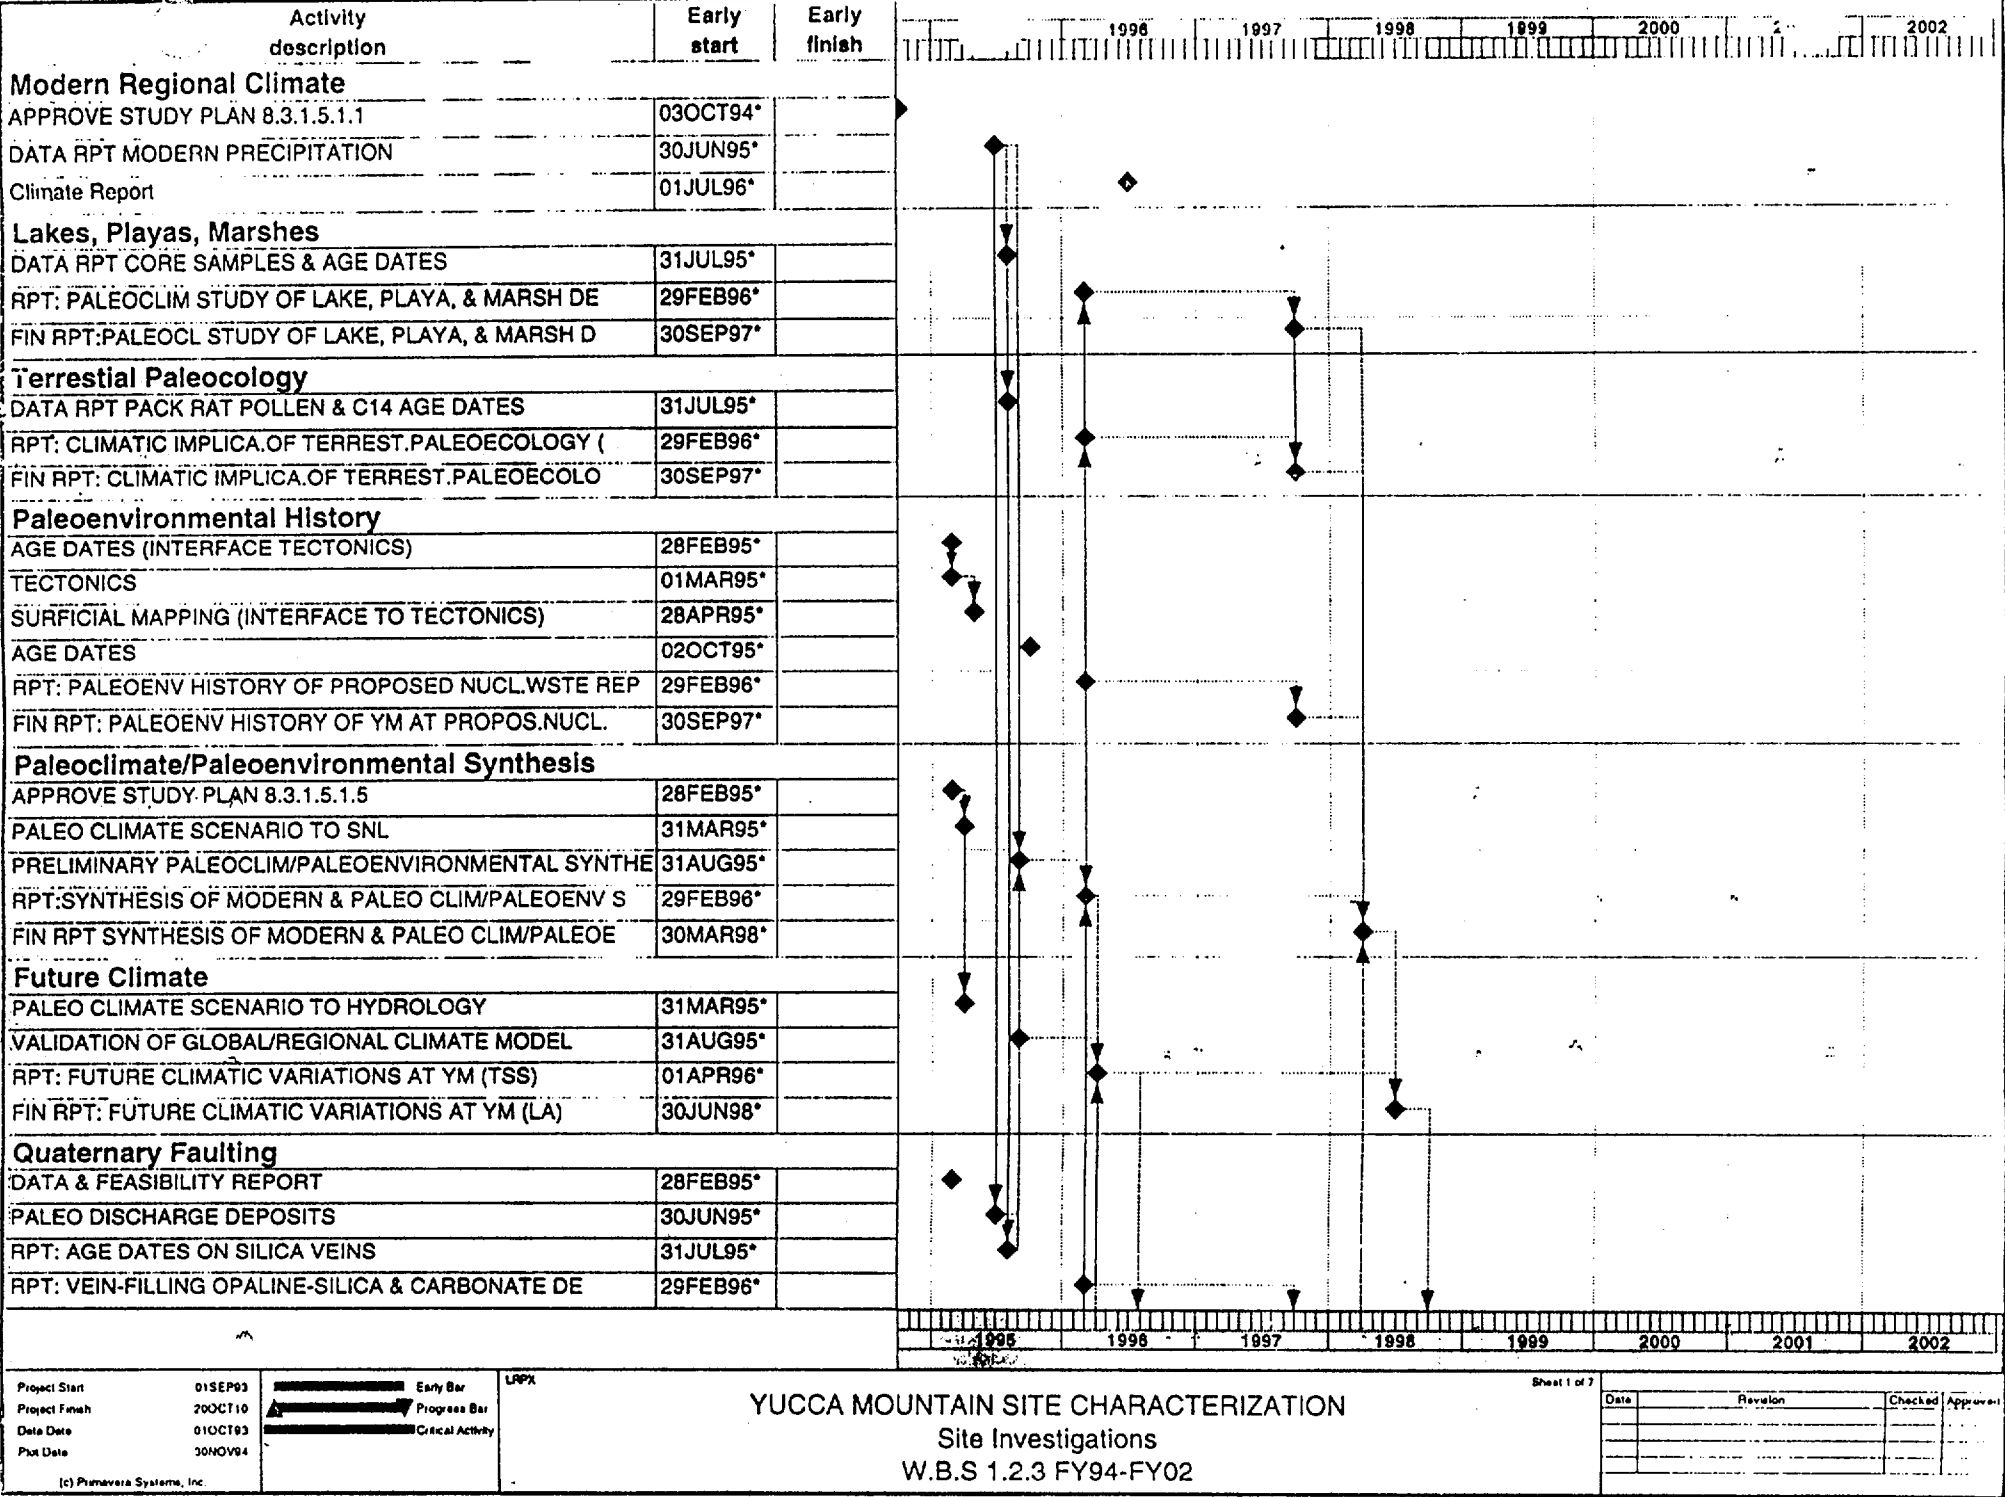 Activity description Early start Early finish
1996 1997 1998 1999 2000 2002
Modern Regional Climate
APPROVE STUDY PLAN 8.3.1.5.1.1 03OCT94*
DATA RPT MODERN PRECIPITATION 30JUN95*
Climate Report 01JUL96*
Lakes, Playas, Marshes
DATA RPT CORE SAMPLES & AGE DATES 31JUL95*
RPT: PALEOCLIM STUDY OF LAKE, PLAYA, & MARSH DE 29FEB96*
FIN RPT:PALEOCL STUDY OF LAKE, PLAYA, & MARSH D 30SEP97*
Terrestial Paleocology
DATA RPT PACK RAT POLLEN & C14 AGE DATES 31JUL95*
RPT: CLIMATIC IMPLICA.OF TERREST.PALEOECOLOGY ( 29FEB96*
FIN RPT: CLIMATIC IMPLICA.OF TERREST.PALEOECOLO 30SEP97*
Paleoenvironmental History
AGE DATES (INTERFACE TECTONICS) 28FEB95*
TECTONICS 01MAR95*
SURFICIAL MAPPING (INTERFACE TO TECTONICS) 28APR95*
AGE DATES 02OCT95*
RPT: PALEOENV HISTORY OF PROPOSED NUCL.WSTE REP 29FEB96*
FIN RPT: PALEOENV HISTORY OF YM AT PROPOS.NUCL. 30SEP97*
Paleoclimate/Paleoenvironmental Synthesis
APPROVE STUDY PLAN 8.3.1.5.1.5 28FEB95*
PALEO CLIMATE SCENARIO TO SNL 31MAR95*
PRELIMINARY PALEOCLIM/PALEOENVIRONMENTAL SYNTHE 31AUG95*
RPT:SYNTHESIS OF MODERN & PALEO CLIM/PALEOENV S 29FEB96*
FIN RPT SYNTHESIS OF MODERN & PALEO CLIM/PALEOE 30MAR98*
Future Climate
PALEO CLIMATE SCENARIO TO HYDROLOGY 31MAR95*
VALIDATION OF GLOBAL/REGIONAL CLIMATE MODEL 31AUG95*
RPT: FUTURE CLIMATIC VARIATIONS AT YM (TSS) 01APR96*
FIN RPT: FUTURE CLIMATIC VARIATIONS AT YM (LA) 30JUN98*
Quaternary Faulting
DATA & FEASIBILITY REPORT 28FEB95*
PALEO DISCHARGE DEPOSITS 30JUN95*
RPT: AGE DATES ON SILICA VEINS 31JUL95*
RPT: VEIN-FILLING OPALINE-SILICA & CARBONATE DE 29FEB96*
1995 1996 1997 1998 1999 2000 2001 2002
Project Start 01SEP93
Project Finish 20OCT10
Data Date 01OCT93
Plot Date 30NOV94
(c) Primavera Systems, Inc.
Early Bar
Progress Bar
Critical Activity
LRPX
YUCCA MOUNTAIN SITE CHARACTERIZATION
Site Investigations
W.B.S 1.2.3 FY94-FY02
Sheet 1 of 7
Date Revision Checked Approved